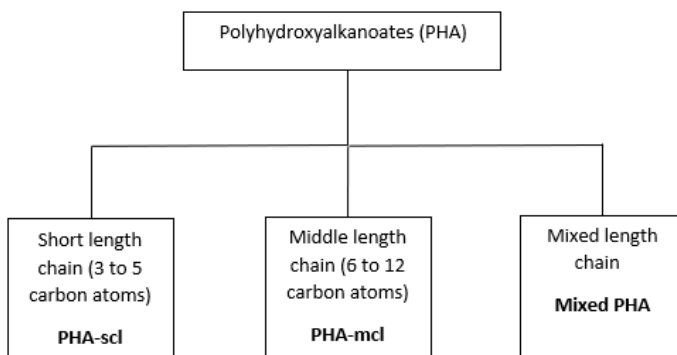 Polyhydroxyalkanoates (PHA)
Short length
chain (3 to 5
carbon atoms)
PHA-scl
Middle length
chain (6 to 12
carbon atoms)
PHA-mcl
Mixed length
chain
Mixed PHA